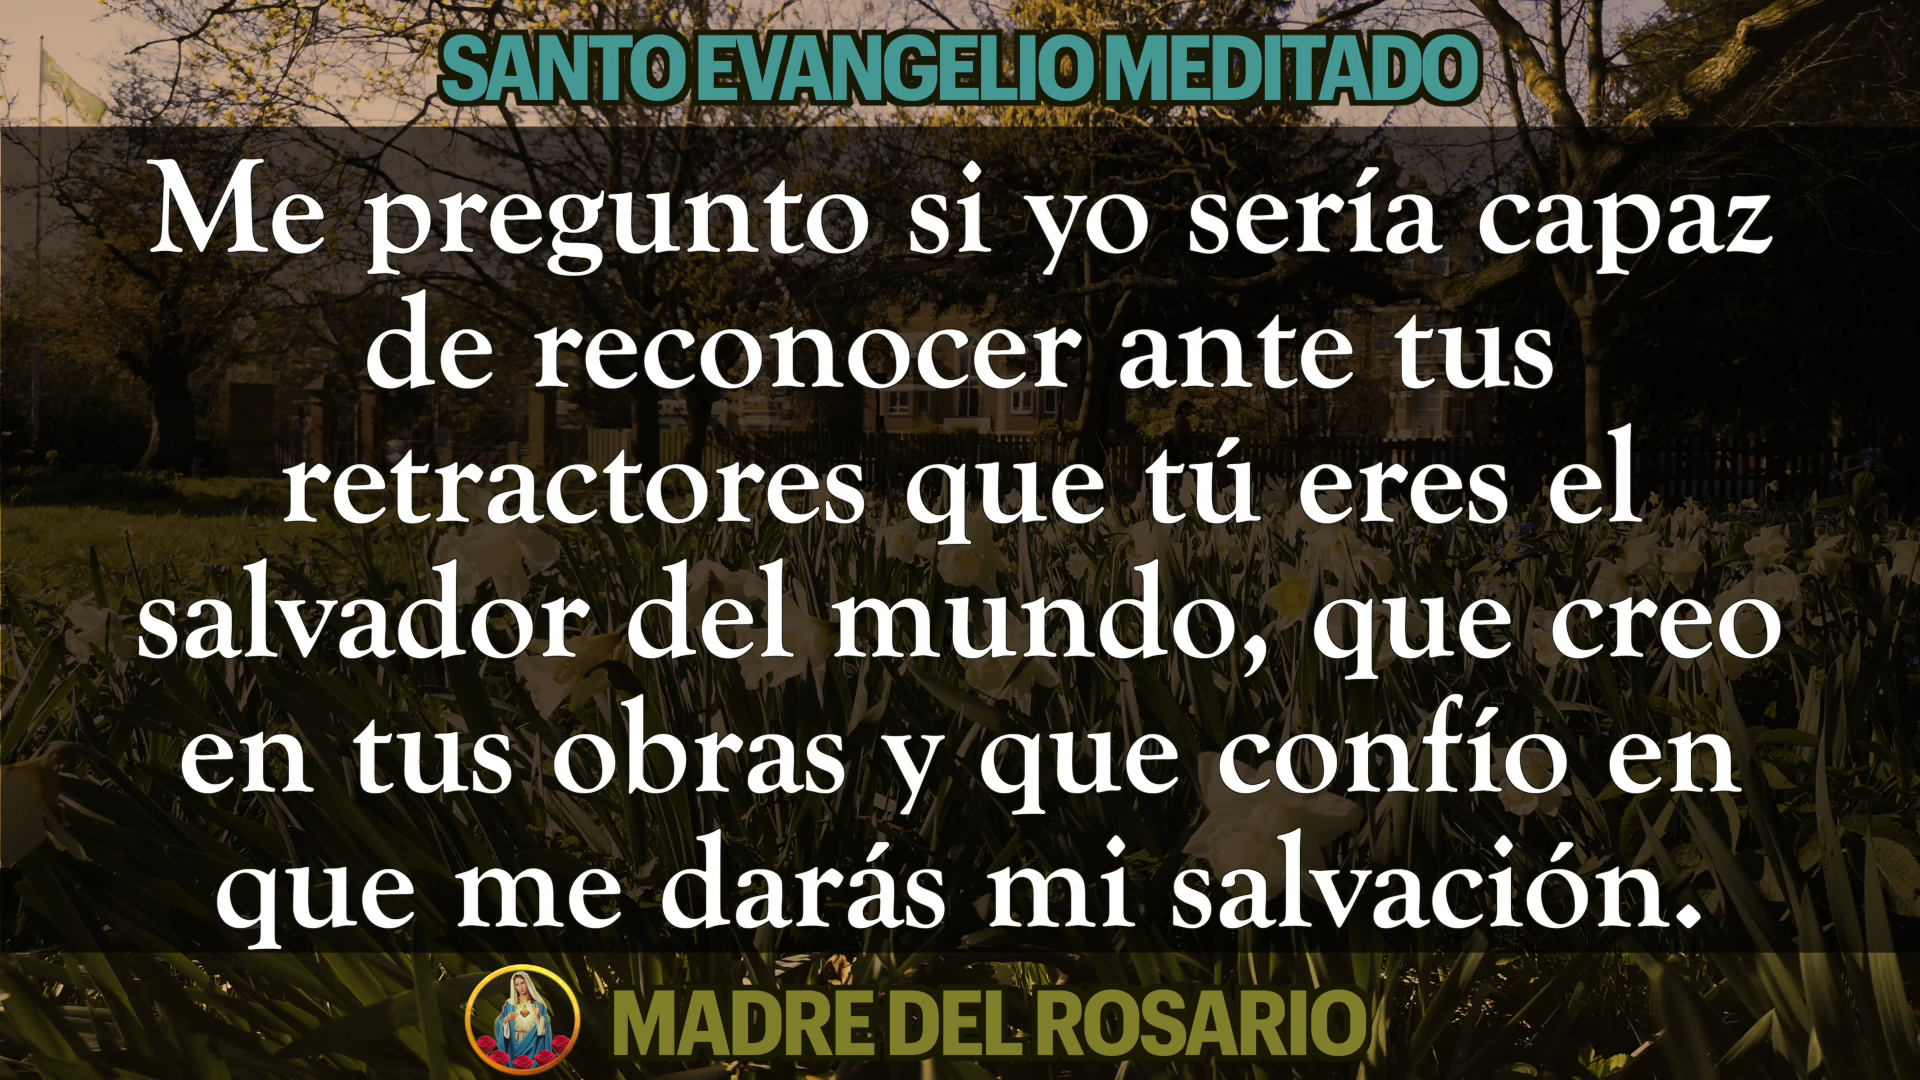 SANTO EVANGELIO MEDITADO
Me pregunto si yo sería capaz
de reconocer ante tus
retractores que tú eres el
salvador del mundo, que creo
en tus obras y que confío en
que me darás mi salvación.
MADRE DEL ROSARIO